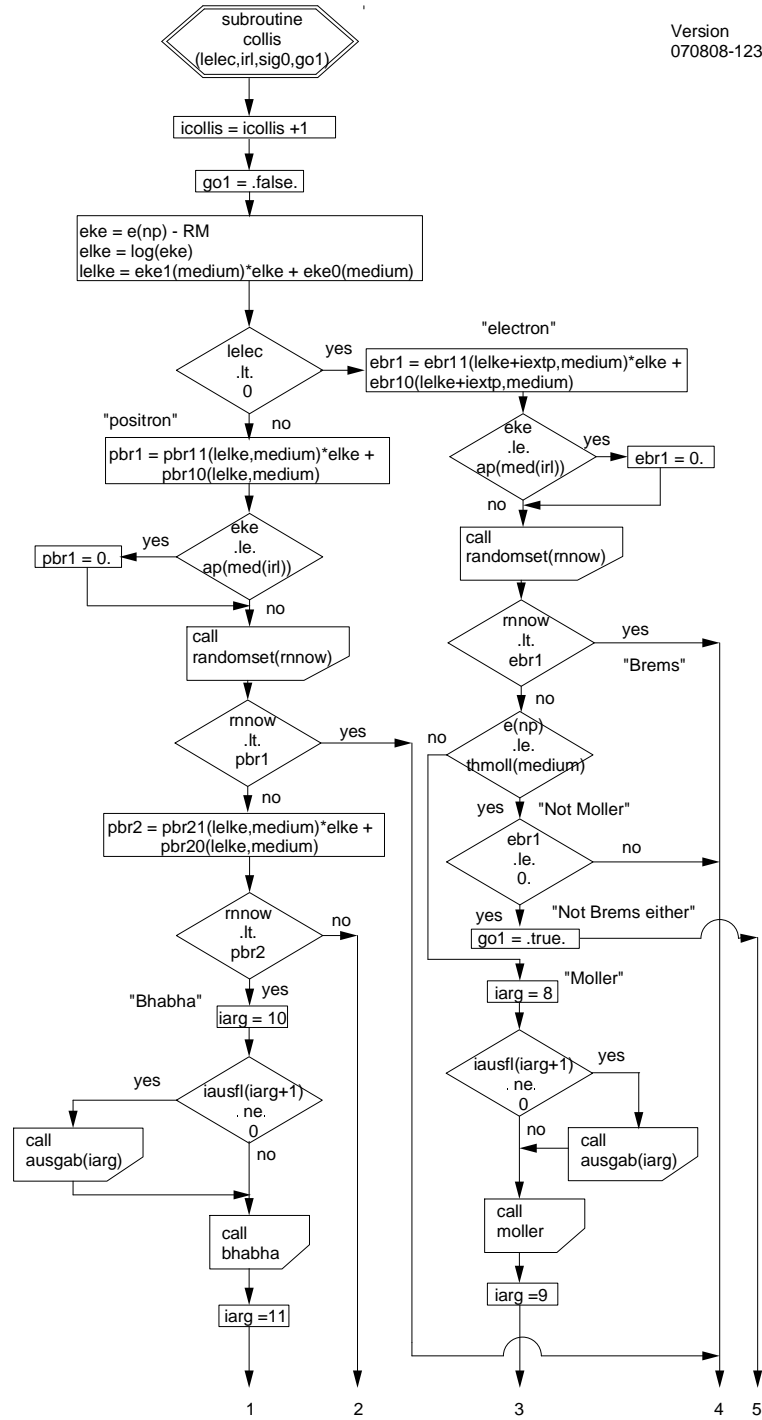 subroutine
collis
(lelec,irl,sig0,go1)
Version
070808-123
icollis = icollis +1
go1 = .false.
eke = e(np) - RM
elke = log(eke)
lelke = eke1(medium)*elke + eke0(medium)
lelec
.lt.
0
yes
no
"electron"
ebr1 = ebr11(lelke+iextp,medium)*elke +
ebr10(lelke+iextp,medium)
"positron"
pbr1 = pbr11(lelke,medium)*elke +
pbr10(lelke,medium)
eke
.le.
ap(med(irl))
yes
ebr1 = 0.
no
eke
.le.
ap(med(irl))
yes
pbr1 = 0.
no
call
randomset(rnnow)
call
randomset(rnnow)
rnnow
.lt.
ebr1
yes
"Brems"
no
rnnow
.lt.
pbr1
yes
no
e(np)
.le.
thmoll(medium)
no
yes
"Not Moller"
pbr2 = pbr21(lelke,medium)*elke +
pbr20(lelke,medium)
ebr1
.le.
0.
no
yes
"Not Brems either"
go1 = .true.
rnnow
.lt.
pbr2
no
yes
"Bhabha"
iarg = 10
"Moller"
iarg = 8
iausfl(iarg+1)
.ne.
0
yes
no
call
ausgab(iarg)
iausfl(iarg+1)
.ne.
0
yes
no
call
ausgab(iarg)
call
bhabha
call
moller
iarg =11
iarg =9
1
2
3
4
5